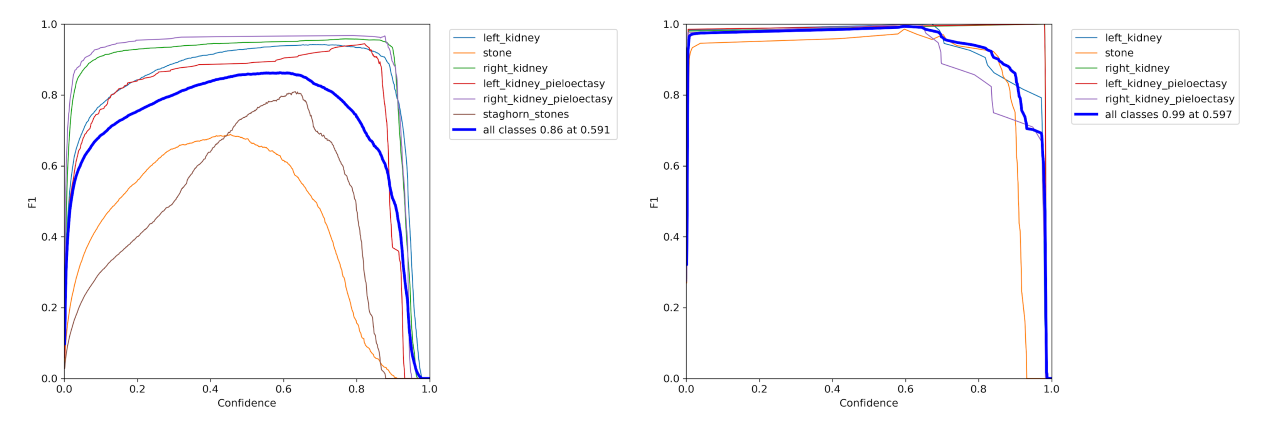 1.0
0.8
0.6
0.4
0.2
0.0
F1
0.0 0.2 0.4 0.6 0.8 1.0
Confidence
left_kidney
stone
right_kidney
left_kidney_pieloectasy
right_kidney_pieloectasy
staghorn_stones
all classes 0.86 at 0.591
1.0
0.8
0.6
0.4
0.2
0.0
F1
0.0 0.2 0.4 0.6 0.8 1.0
Confidence
left_kidney
stone
right_kidney
left_kidney_pieloectasy
right_kidney_pieloectasy
all classes 0.99 at 0.597